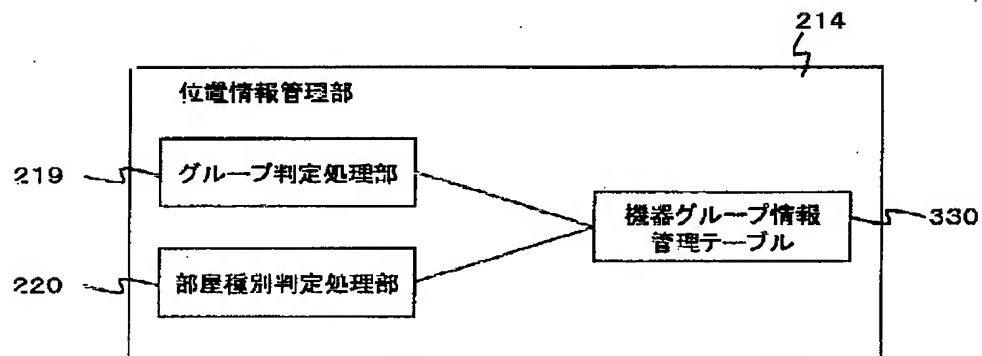 214
位置情報管理部
219
グループ判定処理部
機器グループ情報
管理テーブル
330
220
部屋種別判定処理部